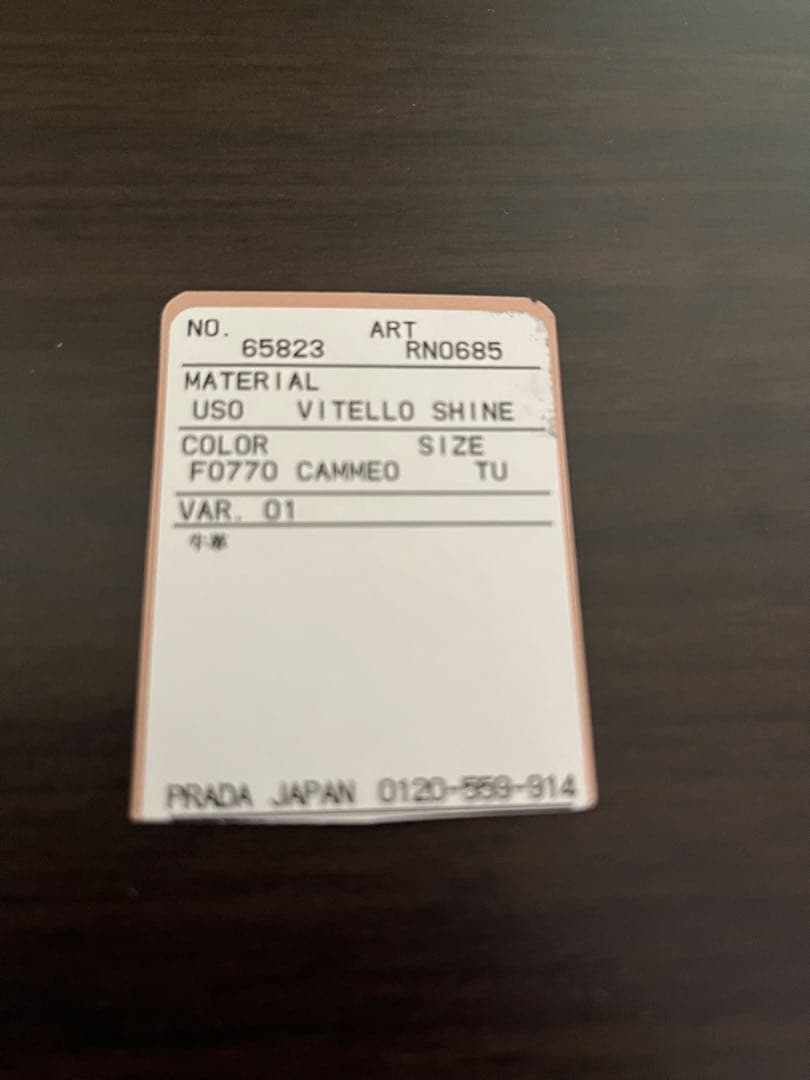 NO. ART
65823 RN0685
MATERIAL
USO VITELLO SHINE
COLOR SIZE
F0770 CAMMEO TU
VAR. 01
牛革
PRADA JAPAN 0120-559-914